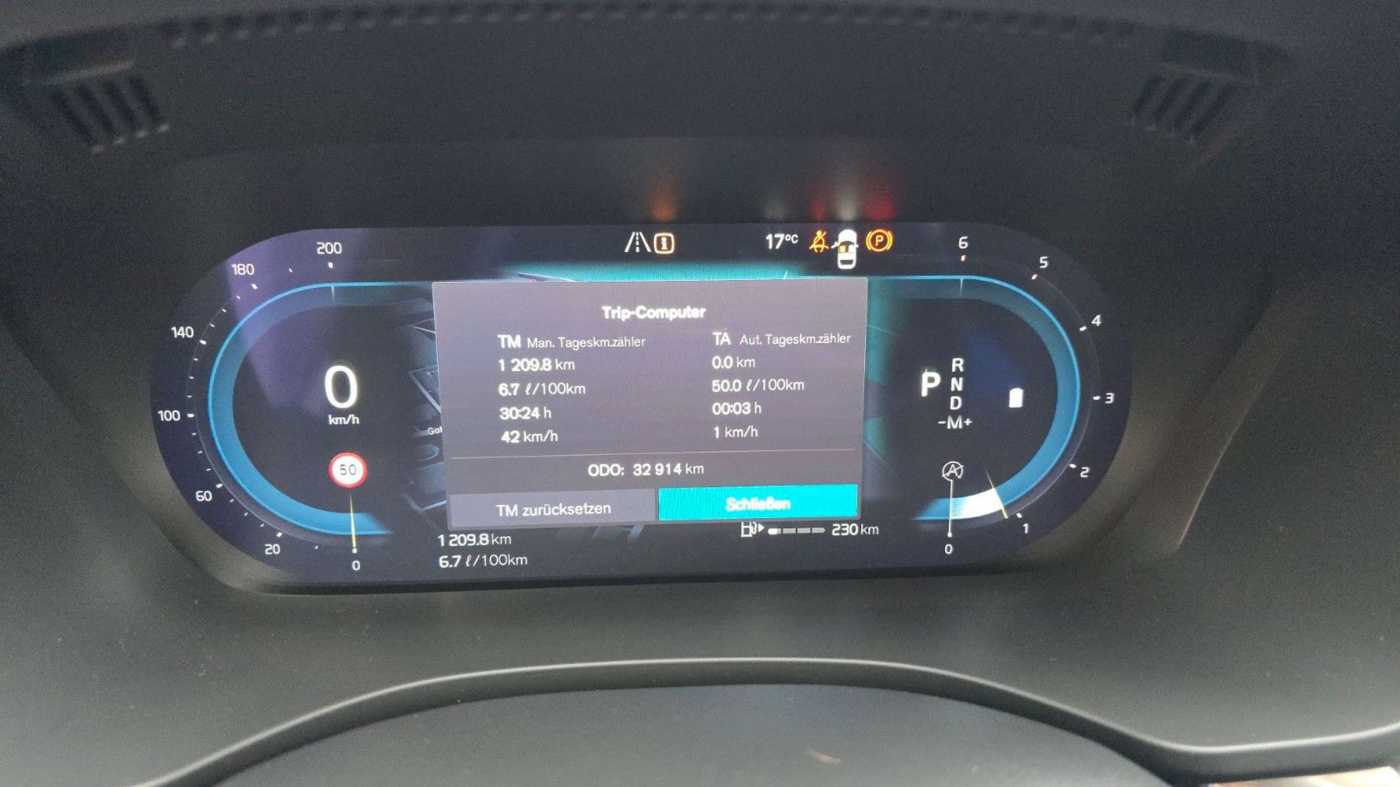 200
180
140
100
60
20
0
17°C
P
6
5
4
3
2
1
0
0
km/h
50
Trip-Computer
TM Man. Tageskm.zähler
1 209.8 km
6.7 ℓ/100km
30:24 h
42 km/h
TA Aut. Tageskm.zähler
0.0 km
50.0 ℓ/100km
00:03 h
1 km/h
ODO: 32 914 km
TM zurücksetzen
Schließen
P
R
N
D
-M+
A
1 209.8 km
6.7 ℓ/100km
230 km